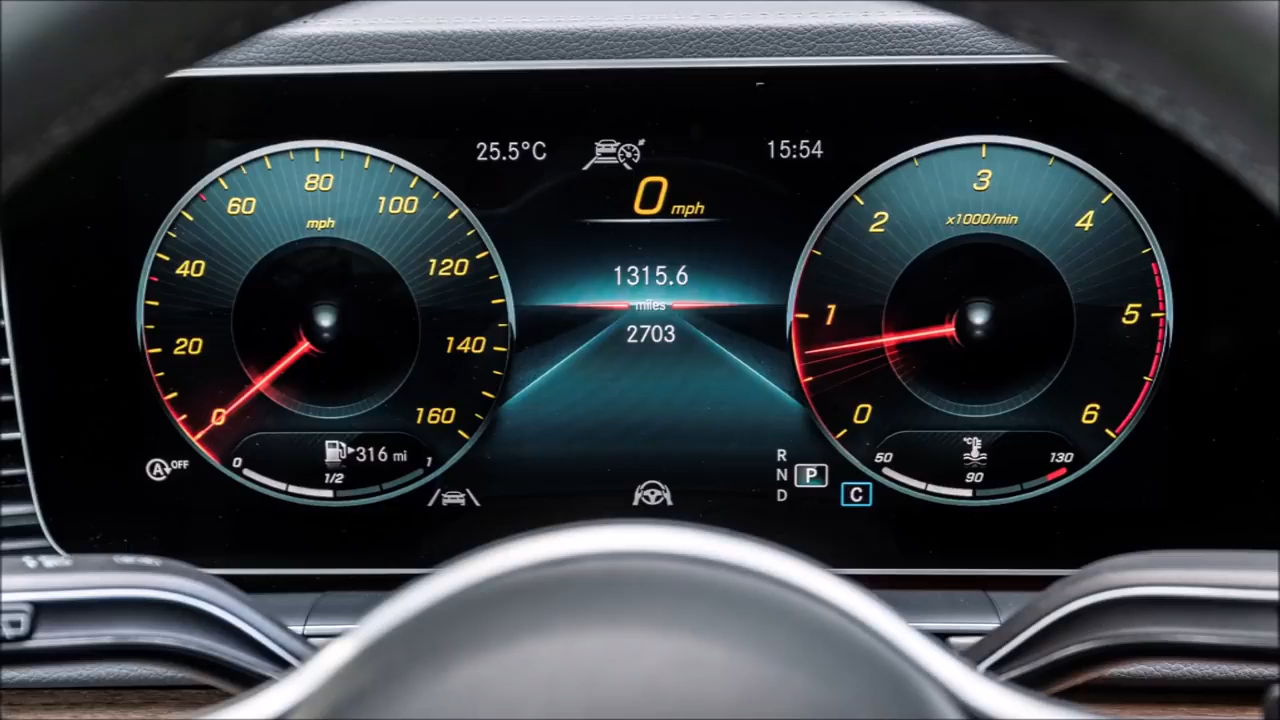 25.5°C
15:54
0 mph
1315.6
miles
2703
80
60
100
mph
40
120
20
140
0
160
316 mi
0
1/2
1
A OFF
3
2
4
x1000/min
1
5
0
6
R
N
P
D
C
°C
50
130
90